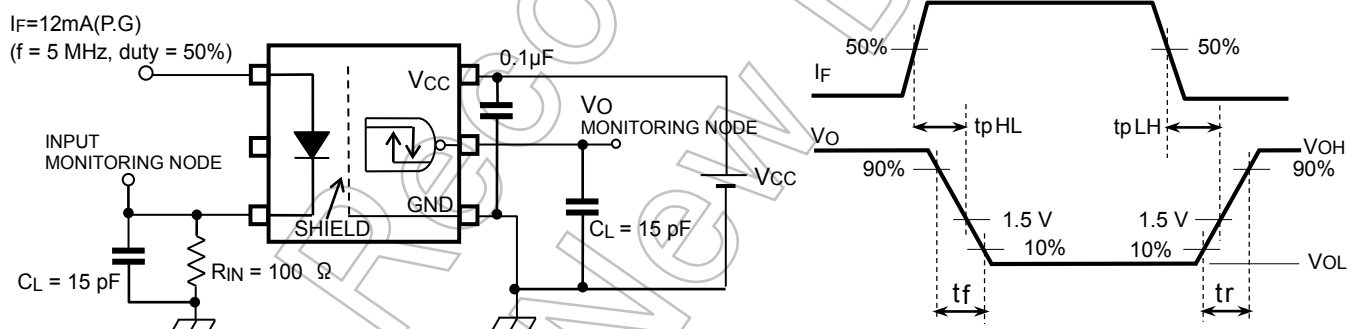 IF=12mA(P.G)
(f = 5 MHz, duty = 50%)
INPUT
MONITORING NODE
CL = 15 pF
RIN = 100 Ω
SHIELD
VCC
GND
0.1μF
VO
MONITORING NODE
VCC
CL = 15 pF
50%
50%
IF
tpHL
tpLH
VO
VOH
90%
90%
1.5 V
1.5 V
10%
10%
VOL
tf
tr
Reco
New D